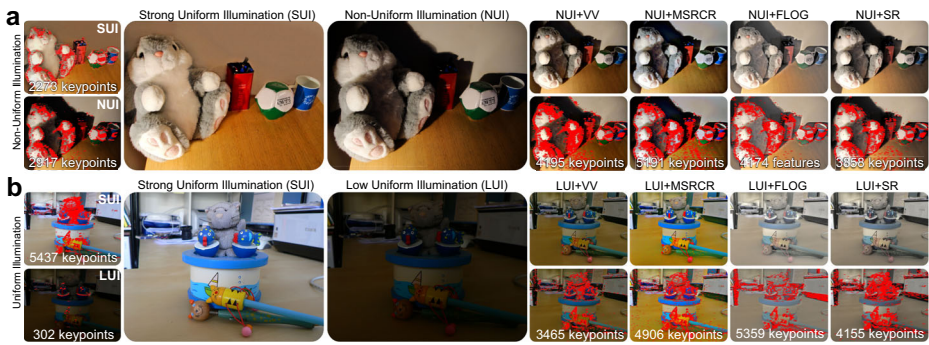 a
Strong Uniform Illumination (SUI)
Non-Uniform Illumination (NUI)
NUI+VV
NUI+MSRCR
NUI+FLOG
NUI+SR
Non-Uniform Illumination
SUI
2273 keypoints
NUI
2917 keypoints
4195 keypoints
5191 keypoints
4174 features
3858 keypoints
b
Strong Uniform Illumination (SUI)
Low Uniform Illumination (LUI)
LUI+VV
LUI+MSRCR
LUI+FLOG
LUI+SR
Uniform Illumination
SUI
5437 keypoints
LUI
302 keypoints
3465 keypoints
4906 keypoints
5359 keypoints
4155 keypoints